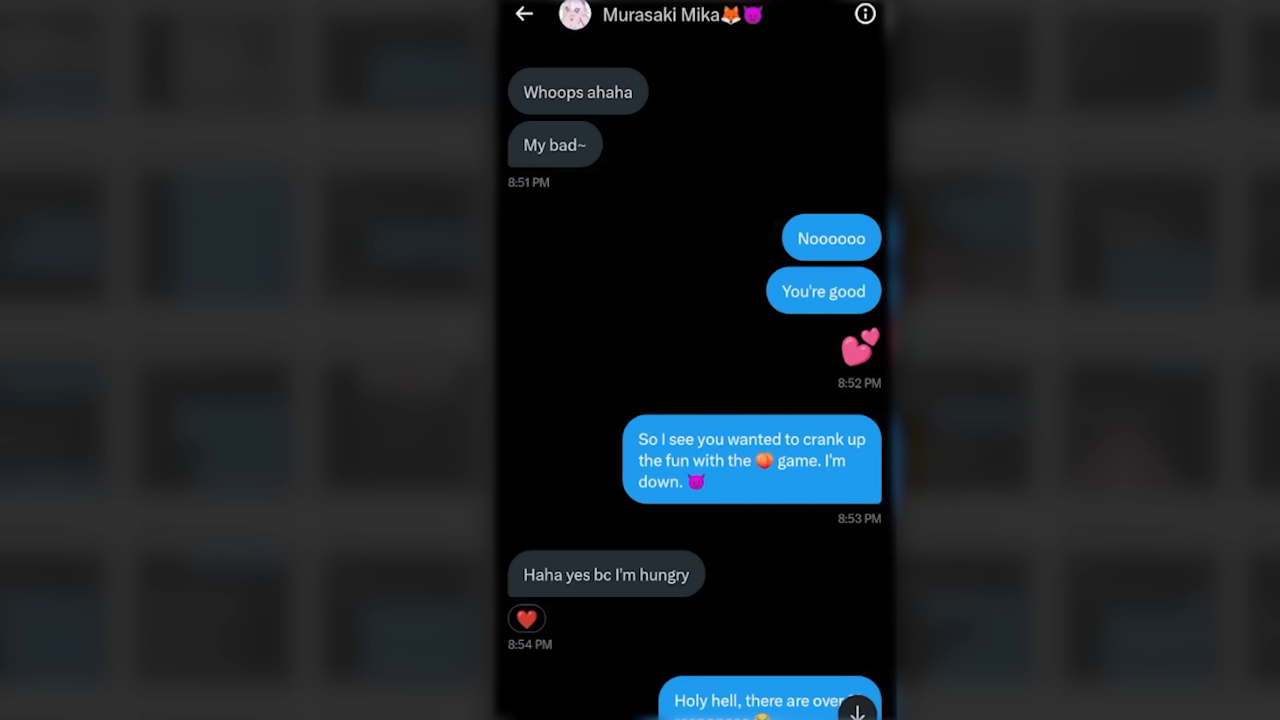 Murasaki Mika🦊😈
Whoops ahaha
My bad~
8:51 PM
Noooooo
You're good
💕
8:52 PM
So I see you wanted to crank up
the fun with the 🍑 game. I'm
down. 😈
8:53 PM
Haha yes bc I'm hungry
❤️
8:54 PM
Holy hell, there are over